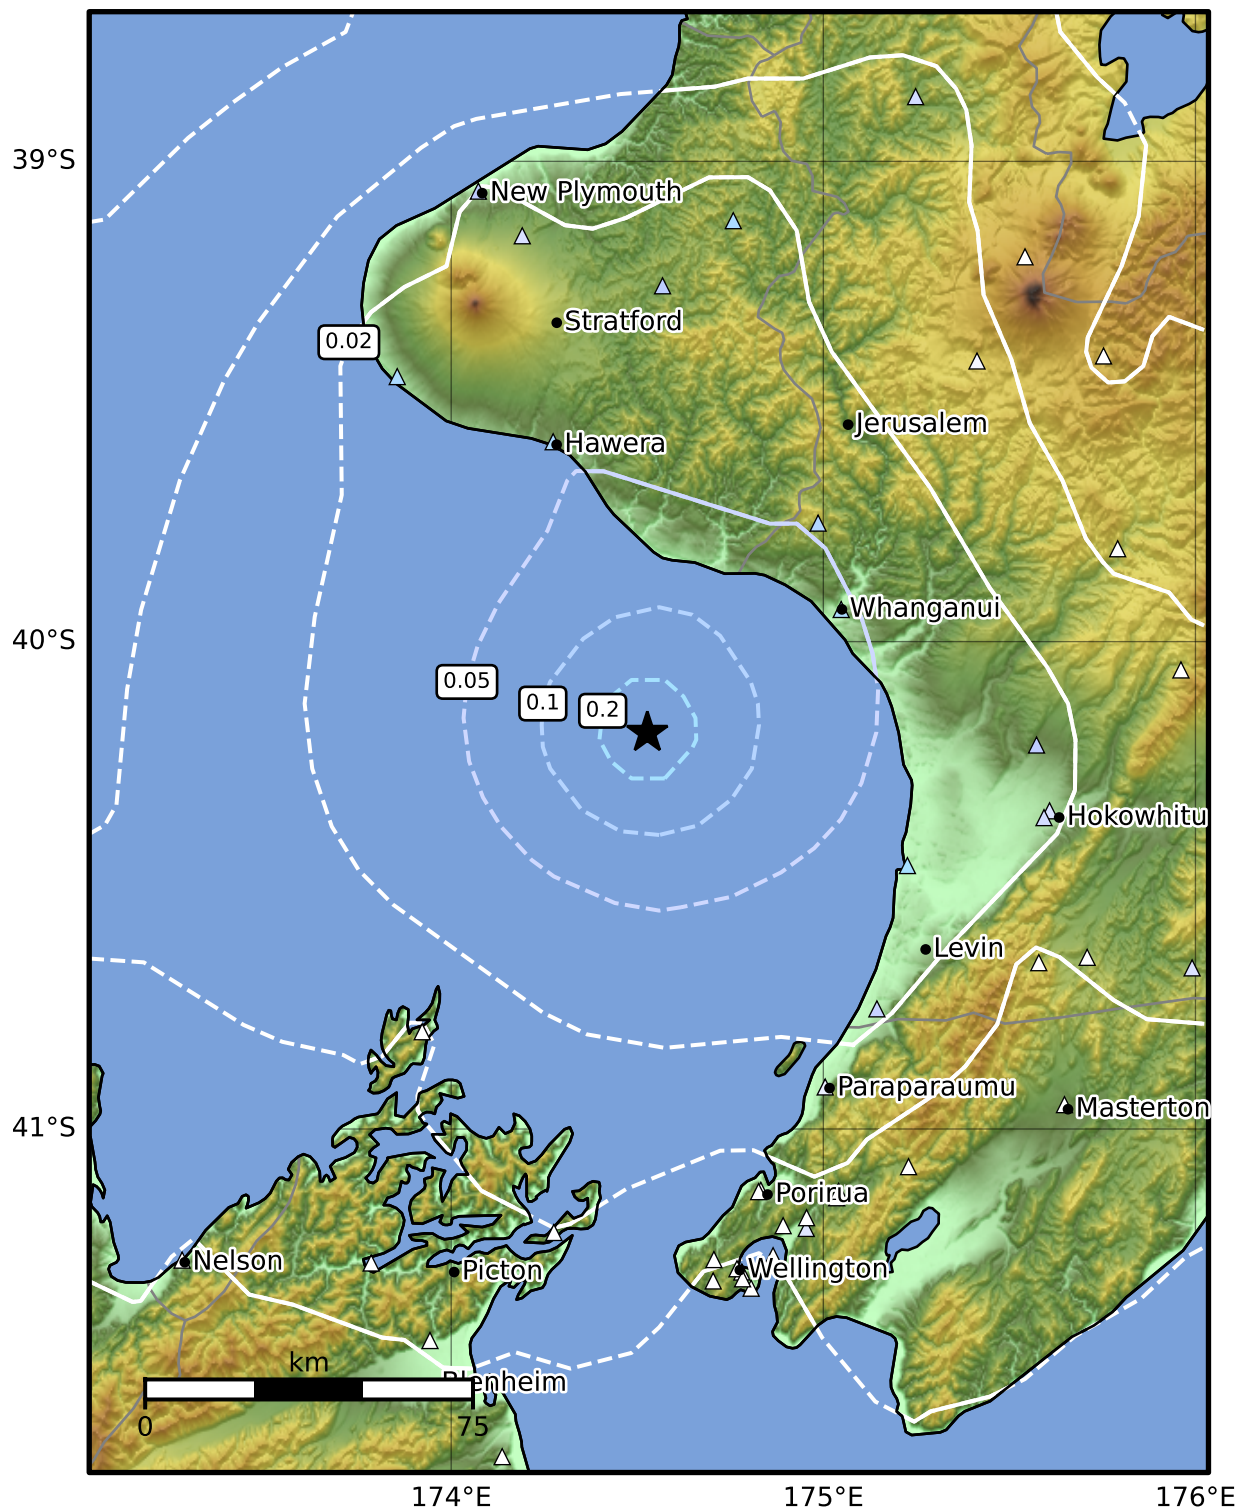 39°S
New Plymouth
Stratford
0.02
Jerusalem
Hawera
Whanganui
40°S
0.05
0.1
0.2
Hokowhitu
Levin
Paraparaumu
Masterton
41°S
Porirua
Nelson
Picton
Wellington
km
Blenheim
0
75
174°E
175°E
176°E